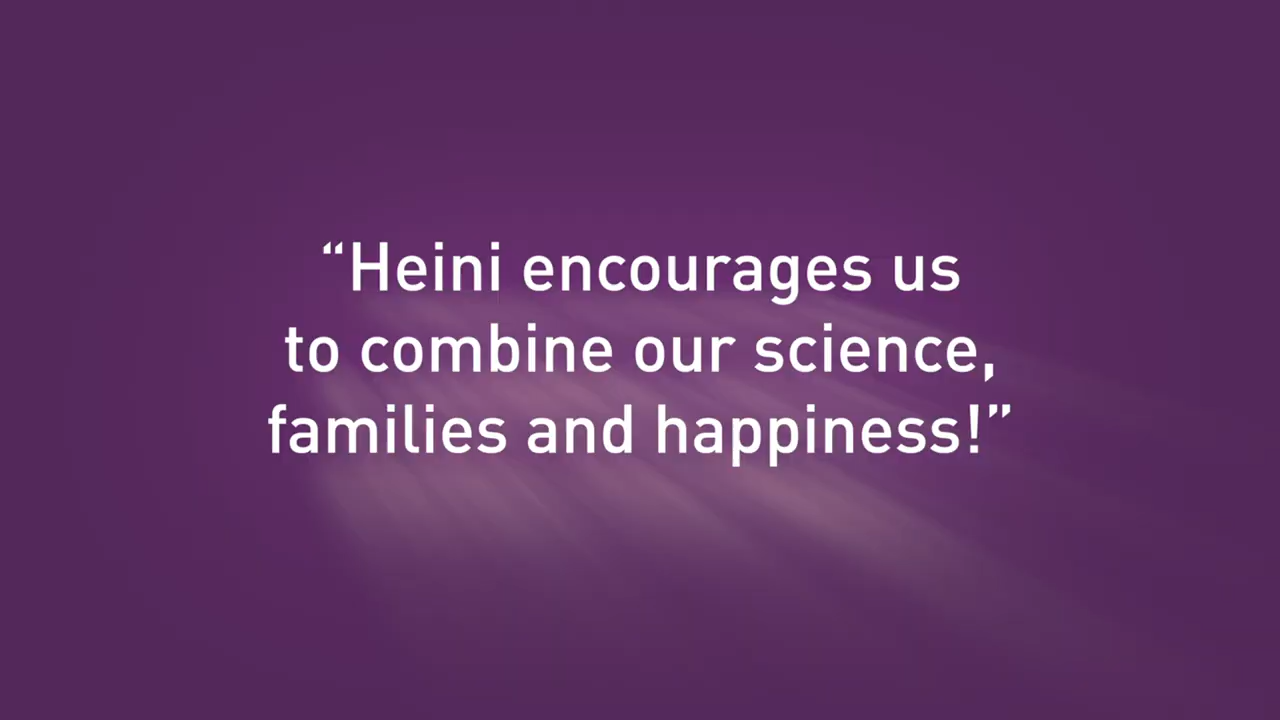 “Heini encourages us
to combine our science,
families and happiness!”